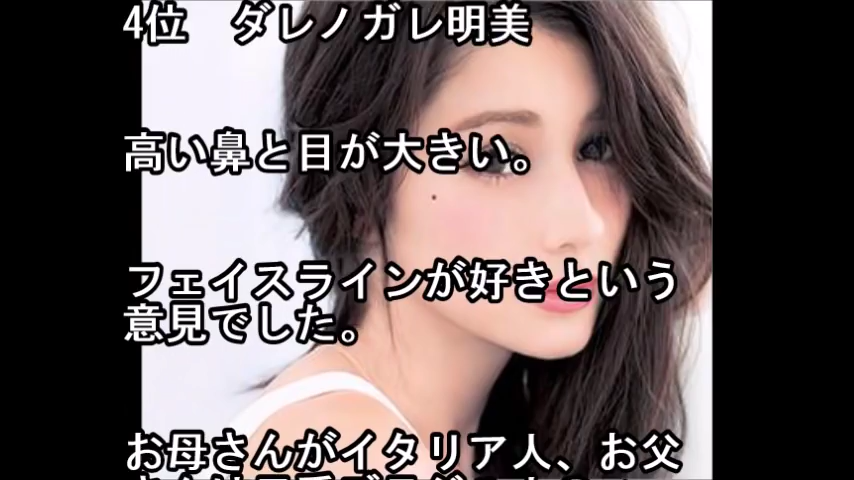 4位　ダレノガレ明美
高い鼻と目が大きい。
フェイスラインが好きという
意見でした。
お母さんがイタリア人、お父